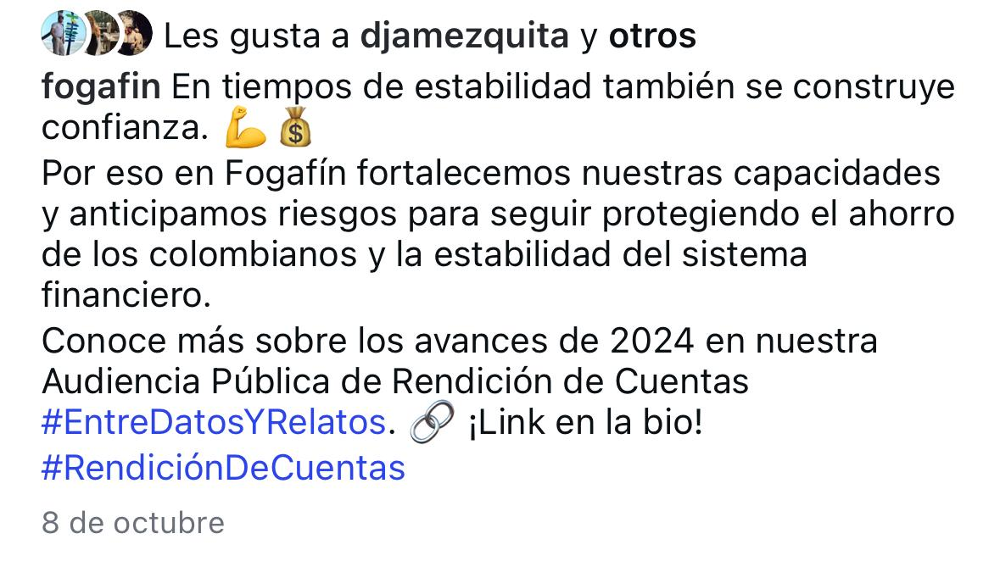 Les gusta a djamezquita y otros
fogafin En tiempos de estabilidad también se construye
confianza. 💪💰
Por eso en Fogafín fortalecemos nuestras capacidades
y anticipamos riesgos para seguir protegiendo el ahorro
de los colombianos y la estabilidad del sistema
financiero.
Conoce más sobre los avances de 2024 en nuestra
Audiencia Pública de Rendición de Cuentas
#EntreDatosYRelatos. 🔗 ¡Link en la bio!
#RendiciónDeCuentas
8 de octubre